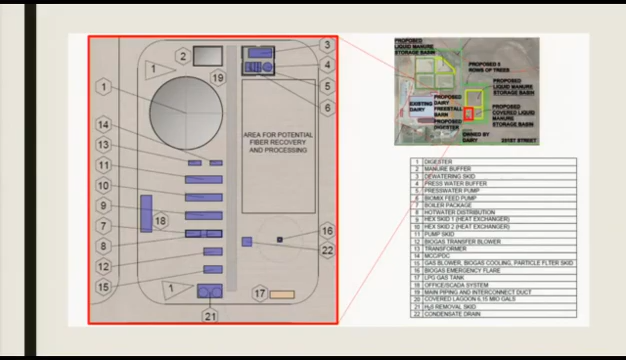 1
2
1
19
3
4
5
6
14
13
11
10
9
7
8
12
15
18
AREA FOR POTENTIAL
FIBER RECOVERY
AND PROCESSING
16
22
1
17
21
PROPOSED
LIQUID MANURE
STORAGE BASIN
PROPOSED 5
ROWS OF TREES
PROPOSED
LIQUID MANURE
STORAGE BASIN
EXISTING
DAIRY
PROPOSED
DAIRY
FREESTALL
BARN
PROPOSED
DIGESTER
PROPOSED
COVERED LIQUID
MANURE
STORAGE BASIN
OWNED BY
DAIRY
STREET
1 DIGESTER
2 MANURE BUFFER
3 DEWATERING SKID
4 PRESS WATER BUFFER
5 PRESSWATER PUMP
6 BIOMIX FEED PUMP
7 BOILER PACKAGE
8 HOTWATER DISTRIBUTION
9 HEX SKID 1 (HEAT EXCHANGER)
10 HEX SKID 2 (HEAT EXCHANGER)
11 PUMP SKID
12 BIOGAS TRANSFER BLOWER
13 TRANSFORMER
14 MCC/PDC
15 GAS BLOWER, BIOGAS COOLING, PARTICLE FLTER SKID
16 BIOGAS EMERGENCY FLARE
17 LPG GAS TANK
18 OFFICE/SCADA SYSTEM
19 MAIN PIPING AND INTERCONNECT DUCT
20 COVERED LAGOON 6,15 MIO GALS
21 H₂S REMOVAL SKID
22 CONDENSATE DRAIN